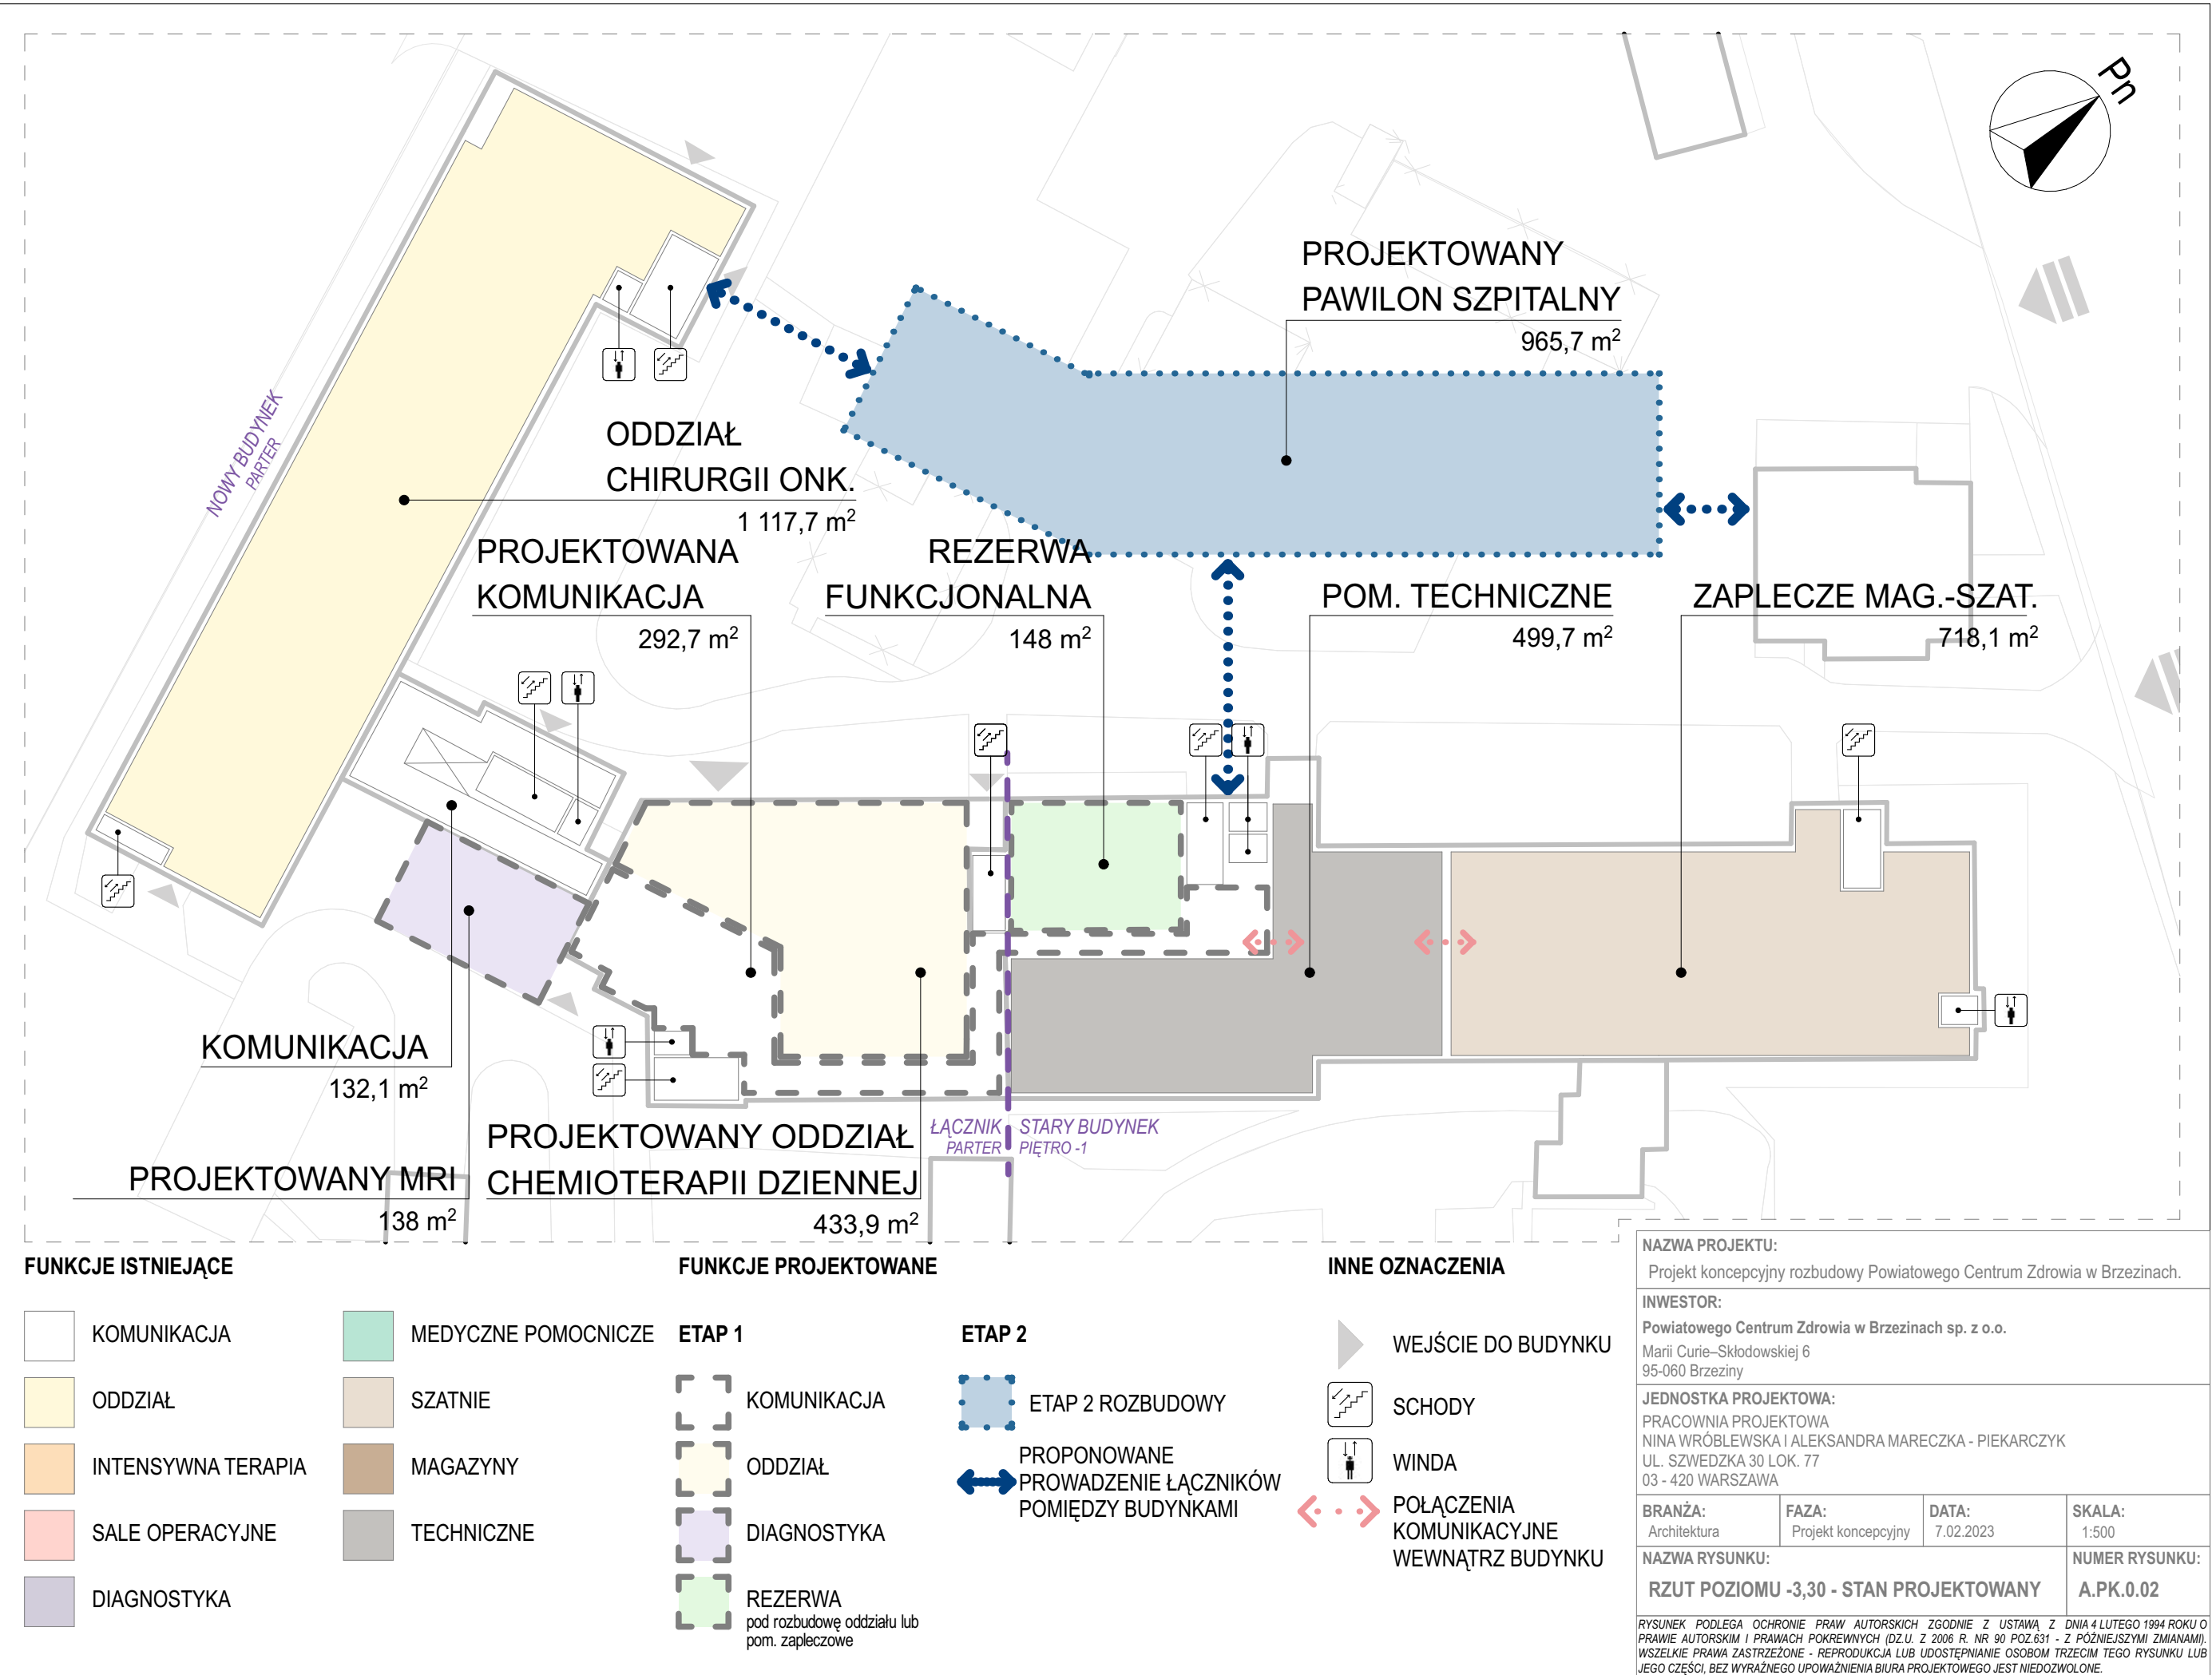 Pn
PROJEKTOWANY
PAWILON SZPITALNY
965,7 m²
NOWY BUDYNEK
PARTER
ODDZIAŁ
CHIRURGII ONK.
1 117,7 m²
PROJEKTOWANA
KOMUNIKACJA
292,7 m²
REZERWA
FUNKCJONALNA
148 m²
POM. TECHNICZNE
499,7 m²
ZAPLECZE MAG.-SZAT.
718,1 m²
KOMUNIKACJA
132,1 m²
PROJEKTOWANY MRI
138 m²
PROJEKTOWANY ODDZIAŁ
CHEMIOTERAPII DZIENNEJ
433,9 m²
ŁĄCZNIK
PARTER
STARY BUDYNEK
PIĘTRO -1
FUNKCJE ISTNIEJĄCE
KOMUNIKACJA
ODDZIAŁ
INTENSYWNA TERAPIA
SALE OPERACYJNE
DIAGNOSTYKA
MEDYCZNE POMOCNICZE
SZATNIE
MAGAZYNY
TECHNICZNE
FUNKCJE PROJEKTOWANE
ETAP 1
KOMUNIKACJA
ODDZIAŁ
DIAGNOSTYKA
REZERWA
pod rozbudowę oddziału lub
pom. zapleczowe
ETAP 2
ETAP 2 ROZBUDOWY
PROPONOWANE
PROWADZENIE ŁĄCZNIKÓW
POMIĘDZY BUDYNKAMI
INNE OZNACZENIA
WEJŚCIE DO BUDYNKU
SCHODY
WINDA
POŁĄCZENIA
KOMUNIKACYJNE
WEWNĄTRZ BUDYNKU
NAZWA PROJEKTU:
Projekt koncepcyjny rozbudowy Powiatowego Centrum Zdrowia w Brzezinach.
INWESTOR:
Powiatowego Centrum Zdrowia w Brzezinach sp. z o.o.
Marii Curie–Skłodowskiej 6
95-060 Brzeziny
JEDNOSTKA PROJEKTOWA:
PRACOWNIA PROJEKTOWA
NINA WRÓBLEWSKA I ALEKSANDRA MARECZKA - PIEKARCZYK
UL. SZWEDZKA 30 LOK. 77
03 - 420 WARSZAWA
BRANŻA:
Architektura
FAZA:
Projekt koncepcyjny
DATA:
7.02.2023
SKALA:
1:500
NAZWA RYSUNKU:
RZUT POZIOMU -3,30 - STAN PROJEKTOWANY
NUMER RYSUNKU:
A.PK.0.02
RYSUNEK PODLEGA OCHRONIE PRAW AUTORSKICH ZGODNIE Z USTAWĄ Z DNIA 4 LUTEGO 1994 ROKU O
PRAWIE AUTORSKIM I PRAWACH POKREWNYCH (DZ.U. Z 2006 R. NR 90 POZ.631 - Z PÓŹNIEJSZYMI ZMIANAMI).
WSZELKIE PRAWA ZASTRZEŻONE - REPRODUKCJA LUB UDOSTĘPNIANIE OSOBOM TRZECIM TEGO RYSUNKU LUB
JEGO CZĘŚCI, BEZ WYRAŹNEGO UPOWAŻNIENIA BIURA PROJEKTOWEGO JEST NIEDOZWOLONE.